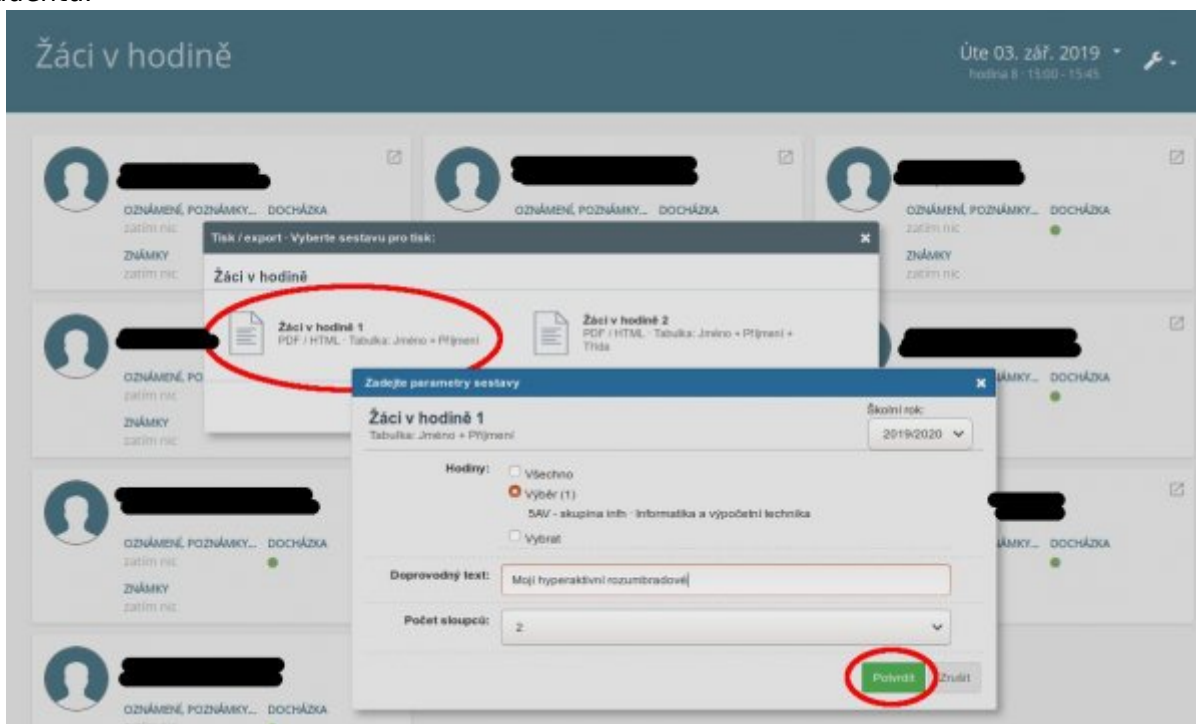 Žáci v hodině
Úte 03. zář. 2019
hodina 8 · 15:00 - 15:45
OZNÁMENÍ, POZNÁMKY... DOCHÁZKA
zatím nic
ZNÁMKY
zatím nic
OZNÁMENÍ, POZNÁMKY... DOCHÁZKA
OZNÁMENÍ, POZNÁMKY... DOCHÁZKA
zatím nic
ZNÁMKY
zatím nic
Tisk / export · Vyberte sestavu pro tisk:
Žáci v hodině
Žáci v hodině 1
PDF / HTML · Tabulka: Jméno + Příjmení
Žáci v hodině 2
PDF / HTML · Tabulka: Jméno + Příjmení +
Třída
OZNÁMENÍ, PO
zatím nic
ZNÁMKY
zatím nic
ÁMKY... DOCHÁZKA
Zadejte parametry sestavy
Žáci v hodině 1
Tabulka: Jméno + Příjmení
Školní rok:
2019/2020
Hodiny:
Všechno
Výběr (1)
5AV - skupina infn · Informatika a výpočetní technika
Vybrat
Doprovodný text:
Moji hyperaktivní rozumbradové
Počet sloupců:
2
Potvrdit
Zrušit
OZNÁMENÍ, POZNÁMKY... DOCHÁZKA
zatím nic
ZNÁMKY
zatím nic
ÁMKY... DOCHÁZKA
OZNÁMENÍ, POZNÁMKY... DOCHÁZKA